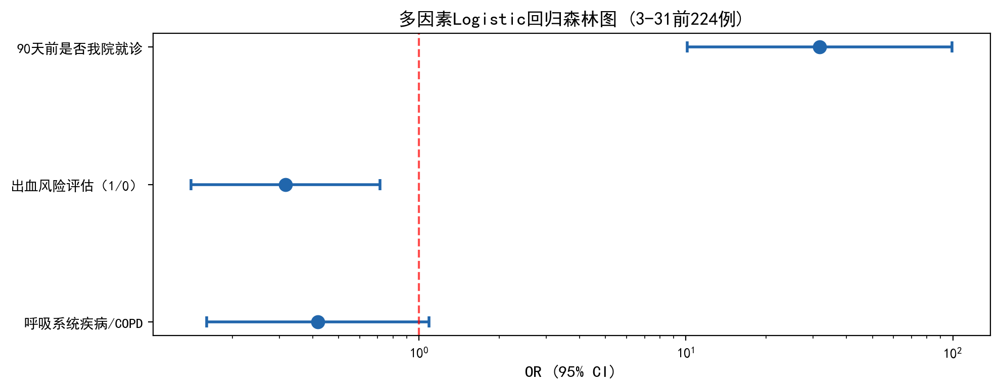 多因素Logistic回归森林图 (3-31前224例)
90天前是否我院就诊
出血风险评估（1/0）
呼吸系统疾病/COPD
10⁰ 10¹ 10²
OR (95% CI)